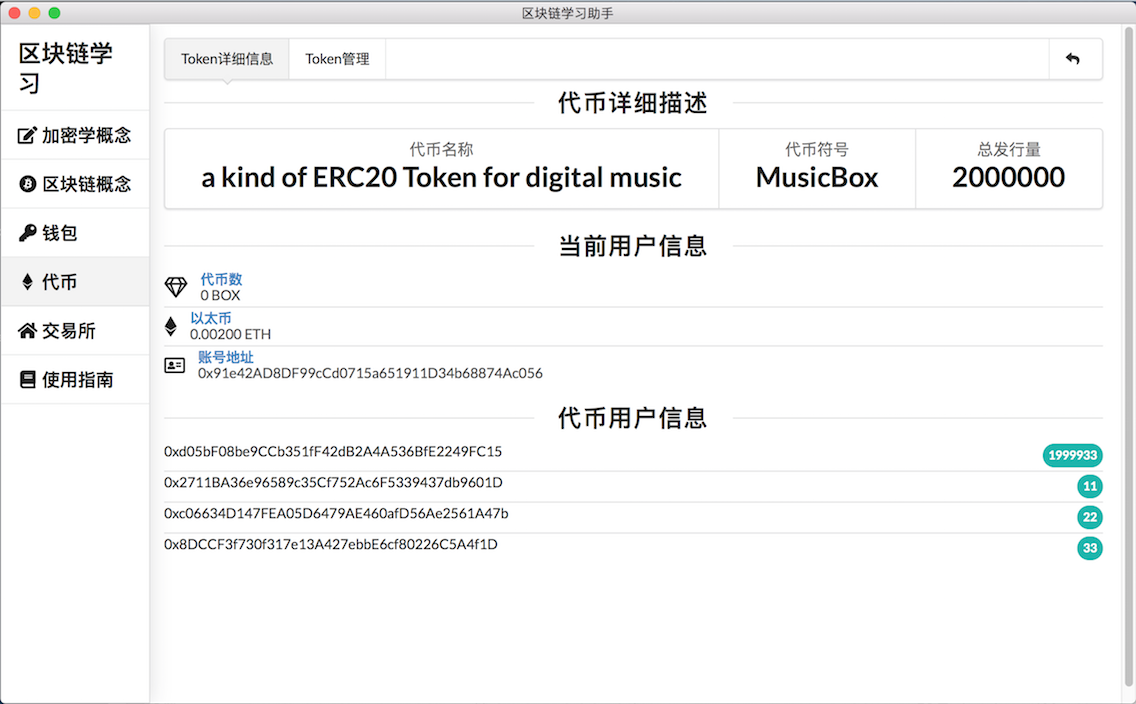 区块链学习助手
区块链学
习
加密学概念
区块链概念
钱包
代币
交易所
使用指南
Token详细信息
Token管理
代币详细描述
代币名称
a kind of ERC20 Token for digital music
代币符号
MusicBox
总发行量
2000000
当前用户信息
代币数
0 BOX
以太币
0.00200 ETH
账号地址
0x91e42AD8DF99cCd0715a651911D34b68874Ac056
代币用户信息
0xd05bF08be9CCb351fF42dB2A4A536BfE2249FC15 1999933
0x2711BA36e96589c35Cf752Ac6F5339437db9601D 11
0xc06634D147FEA05D6479AE460afD56Ae2561A47b 22
0x8DCCF3f730f317e13A427ebbE6cf80226C5A4f1D 33